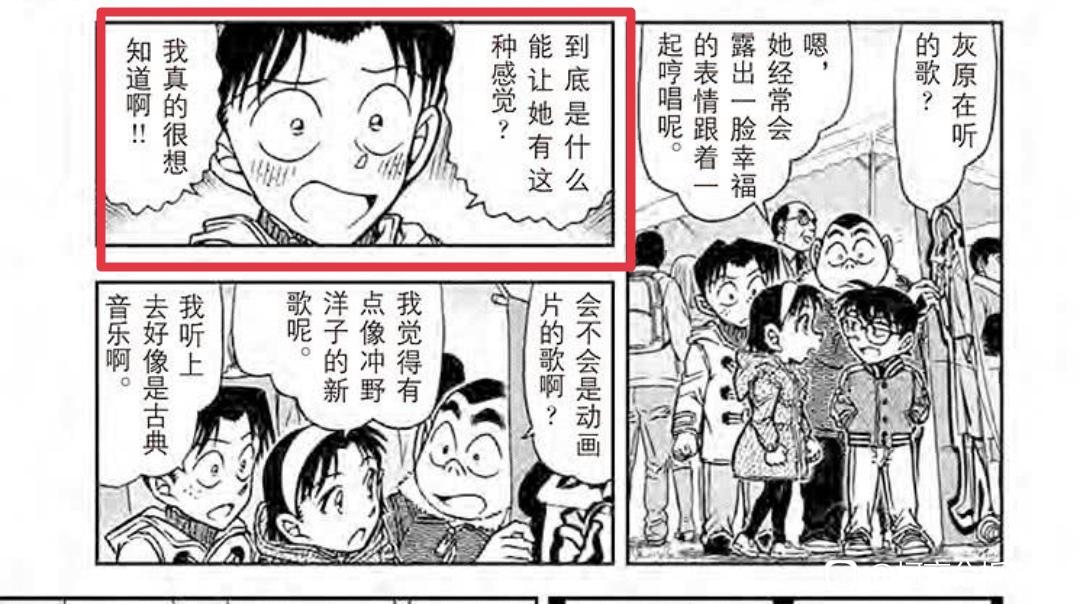 灰原在听
的歌？
嗯，
她经常会
露出一脸幸福
的表情跟着一
起哼唱呢。
到底是什么
能让她有这
种感觉？
我真的很想
知道啊!!
会不会是动画
片的歌啊？
我觉得有
点像冲野
洋子的新
歌呢。
我听上
去好像是古典
音乐啊。